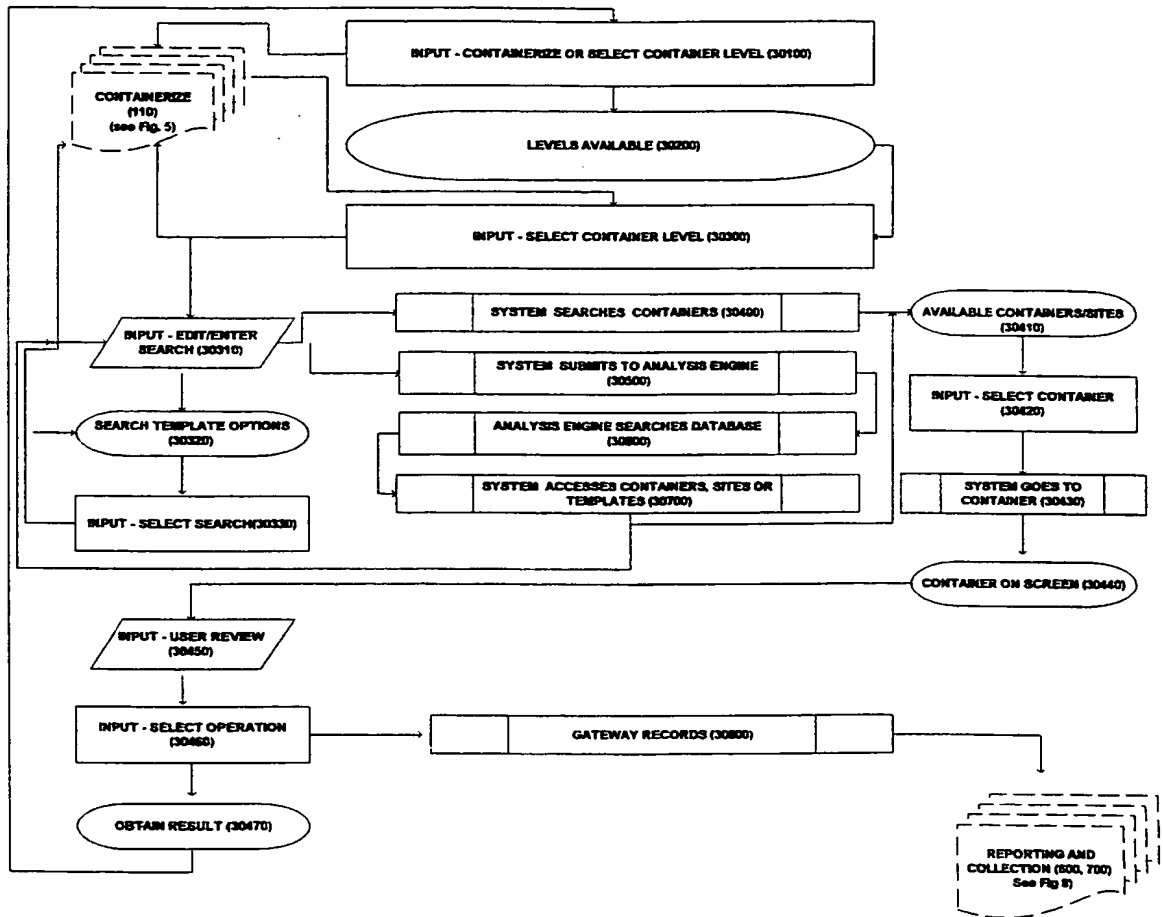 INPUT - CONTAINERIZE OR SELECT CONTAINER LEVEL (30100)
CONTAINERIZE
(110)
(see Fig. 5)
LEVELS AVAILABLE (30200)
INPUT - SELECT CONTAINER LEVEL (30300)
INPUT - EDIT/ENTER
SEARCH (30310)
SYSTEM SEARCHES CONTAINERS (30400)
AVAILABLE CONTAINERS/SITES
(30410)
SYSTEM SUBMITS TO ANALYSIS ENGINE
(30500)
INPUT - SELECT CONTAINER
(30420)
SEARCH TEMPLATE OPTIONS
(30320)
ANALYSIS ENGINE SEARCHES DATABASE
(30600)
SYSTEM ACCESSES CONTAINERS, SITES OR
TEMPLATES (30700)
SYSTEM GOES TO
CONTAINER (30430)
INPUT - SELECT SEARCH(30330)
CONTAINER ON SCREEN (30440)
INPUT - USER REVIEW
(30450)
INPUT - SELECT OPERATION
(30460)
GATEWAY RECORDS (30800)
OBTAIN RESULT (30470)
REPORTING AND
COLLECTION (600, 700)
See Fig 8)